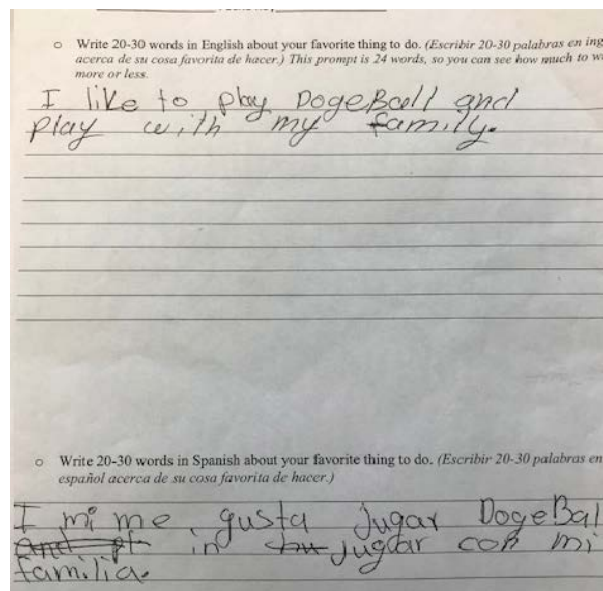 o Write 20-30 words in English about your favorite thing to do. (Escribir 20-30 palabras en ing
acerca de su cosa favorita de hacer.) This prompt is 24 words, so you can see how much to w
more or less.
I like to play DogeBall and
play with my family.
o Write 20-30 words in Spanish about your favorite thing to do. (Escribir 20-30 palabras en
español acerca de su cosa favorita de hacer.)
I mi me gusta Jugar DogeBal
in jugar con mi
familia.